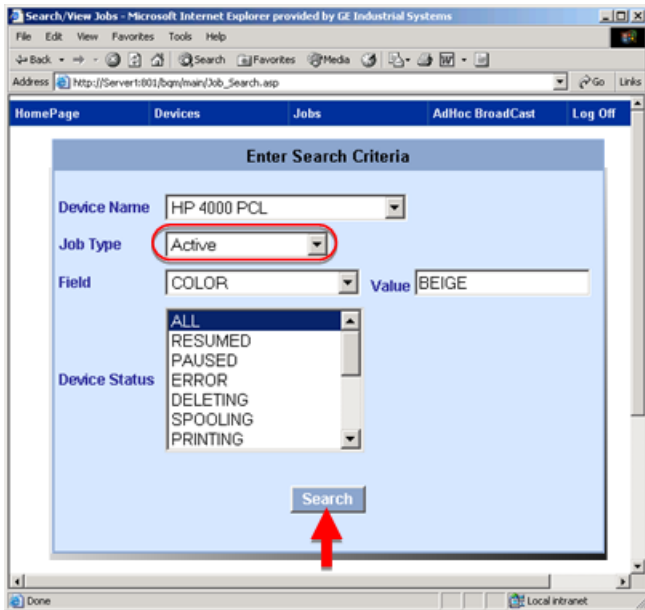 Search/View Jobs - Microsoft Internet Explorer provided by GE Industrial Systems
File Edit View Favorites Tools Help
Back Search Favorites Media
Address http://Server1:801/bqm/main/Job_Search.asp Go Links
HomePage Devices Jobs AdHoc BroadCast Log Off
Enter Search Criteria
Device Name HP 4000 PCL
Job Type Active
Field COLOR Value BEIGE
Device Status
ALL
RESUMED
PAUSED
ERROR
DELETING
SPOOLING
PRINTING
Search
Done Local intranet